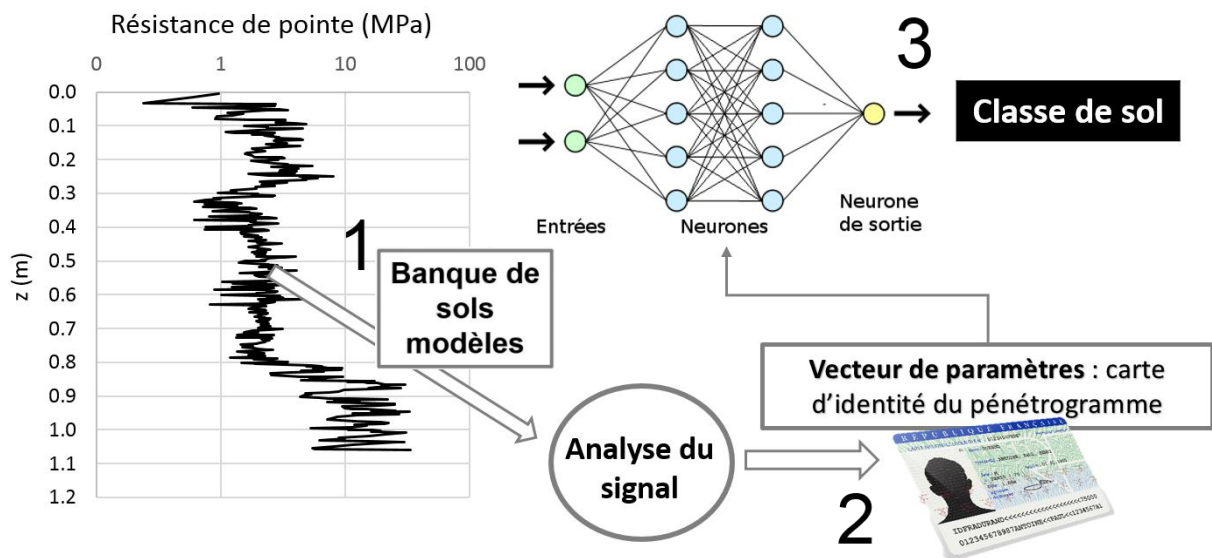 Résistance de pointe (MPa)
0 1 10 100
0.0
0.1
0.2
0.3
0.4
0.5
0.6
0.7
0.8
0.9
1.0
1.1
1.2
z (m)
1
Banque de
sols
modèles
Entrées
Neurones
Neurone
de sortie
3
Classe de sol
Analyse du
signal
2
Vecteur de paramètres : carte
d'identité du pénétrogramme
RÉPUBLIQUE FRANÇAISE